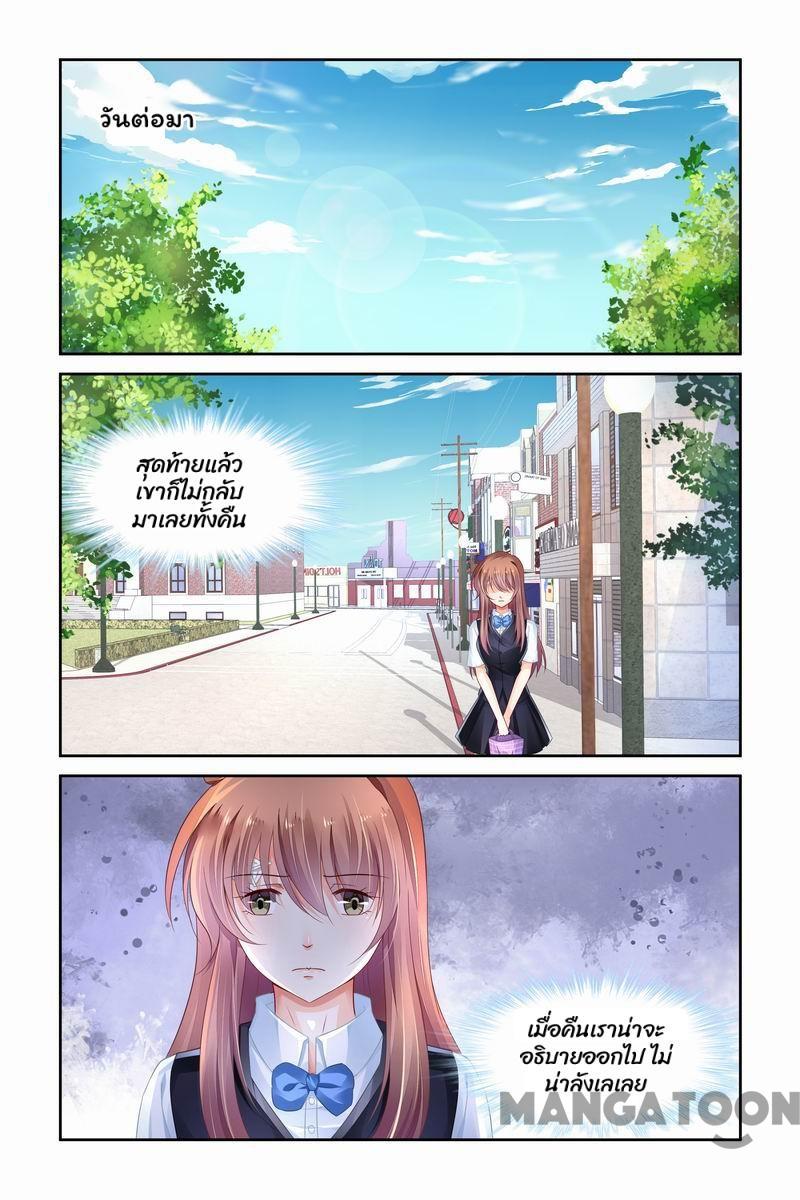 วันต่อมา
สุดท้ายแล้ว
เขาก็ไม่กลับ
มาเลยทั้งคืน
HOLTSON
เมื่อคืนเราน่าจะ
อธิบายออกไป ไม่
น่าลังเลเลย
MANGATOON